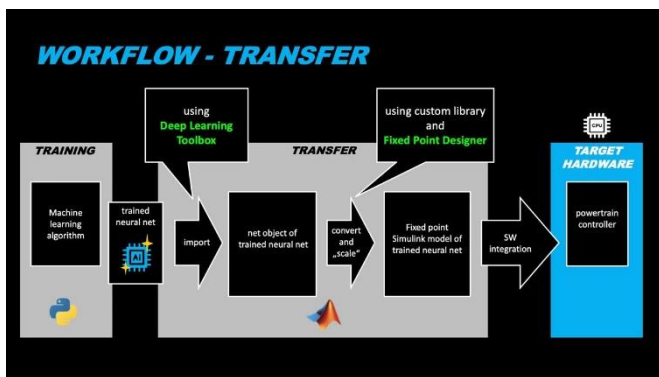 WORKFLOW - TRANSFER
using
Deep Learning
Toolbox
using custom library
and
Fixed Point Designer
CPU
TRAINING
TRANSFER
TARGET
HARDWARE
Machine
learning
algorithm
trained
neural net
AI
import
net object of
trained neural net
convert
and
„scale“
Fixed point
Simulink model of
trained neural net
SW
integration
powertrain
controller